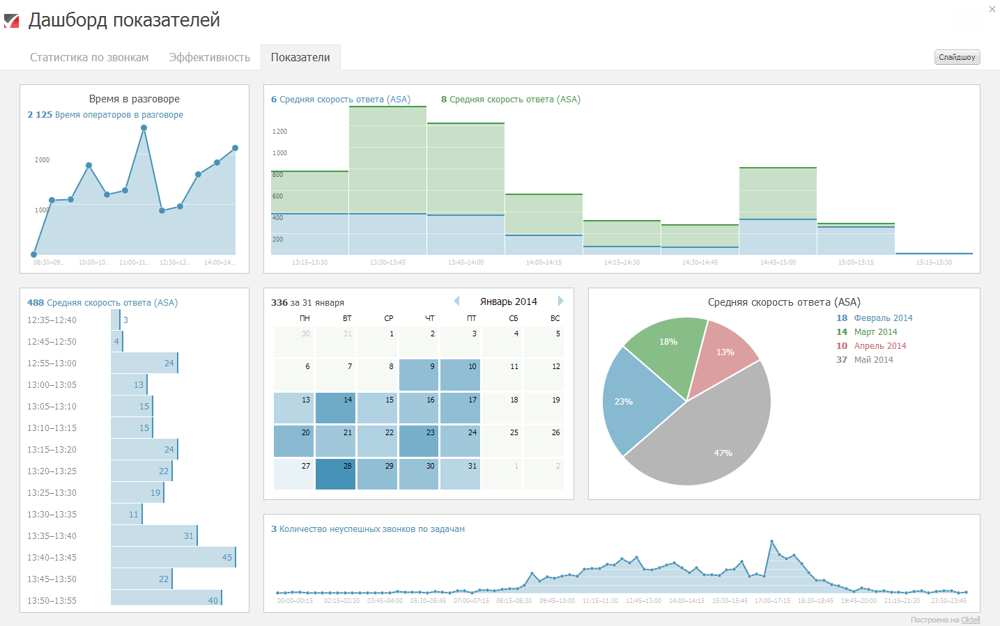 Дашборд показателей
Статистика по звонкам Эффективность Показатели Слайдшоу
Время в разговоре
2 125 Время операторов в разговоре
2000
1000
08:30–09... 10:00–10... 11:00–11... 12:30–13... 14:00–14...
6 Средняя скорость ответа (ASA) 8 Средняя скорость ответа (ASA)
1200
1000
800
600
400
200
13:15–13:30 13:30–13:45 13:45–14:00 14:00–14:15 14:15–14:30 14:30–14:45 14:45–15:00 15:00–15:15 15:15–15:30
488 Средняя скорость ответа (ASA)
12:35–12:40 3
12:45–12:50 4
12:55–13:00 24
13:00–13:05 13
13:05–13:10 15
13:10–13:15 15
13:15–13:20 24
13:20–13:25 22
13:25–13:30 19
13:30–13:35 11
13:35–13:40 31
13:40–13:45 45
13:45–13:50 22
13:50–13:55 40
336 за 31 января Январь 2014
ПН ВТ СР ЧТ ПТ СБ ВС
30 31 1 2 3 4 5
6 7 8 9 10 11 12
13 14 15 16 17 18 19
20 21 22 23 24 25 26
27 28 29 30 31 1 2
Средняя скорость ответа (ASA)
18 Февраль 2014
14 Март 2014
10 Апрель 2014
37 Май 2014
18%
13%
23%
47%
3 Количество неуспешных звонков по задачам
00:00–00:15 02:15–02:30 03:45–04:00 05:30–05:45 07:00–07:15 08:15–08:30 09:45–10:00 11:15–11:30 12:45–13:00 14:00–14:15 15:30–15:45 17:00–17:15 18:30–18:45 19:45–20:00 21:15–21:30 23:30–23:45
Построено на Oktell